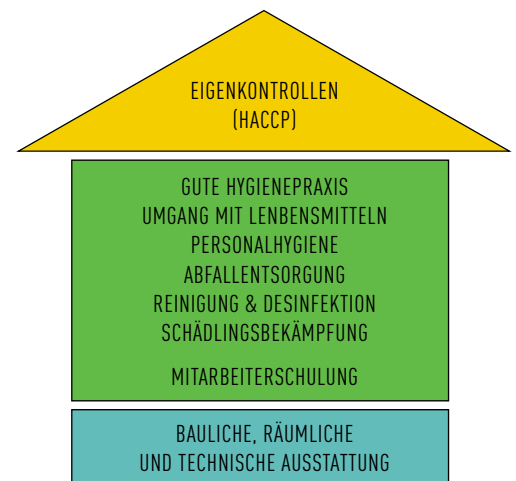 EIGENKONTROLLEN
(HACCP)
GUTE HYGIENEPRAXIS
UMGANG MIT LENBENSMITTELN
PERSONALHYGIENE
ABFALLENTSORGUNG
REINIGUNG & DESINFEKTION
SCHÄDLINGSBEKÄMPFUNG
MITARBEITERSCHULUNG
BAULICHE, RÄUMLICHE
UND TECHNISCHE AUSSTATTUNG